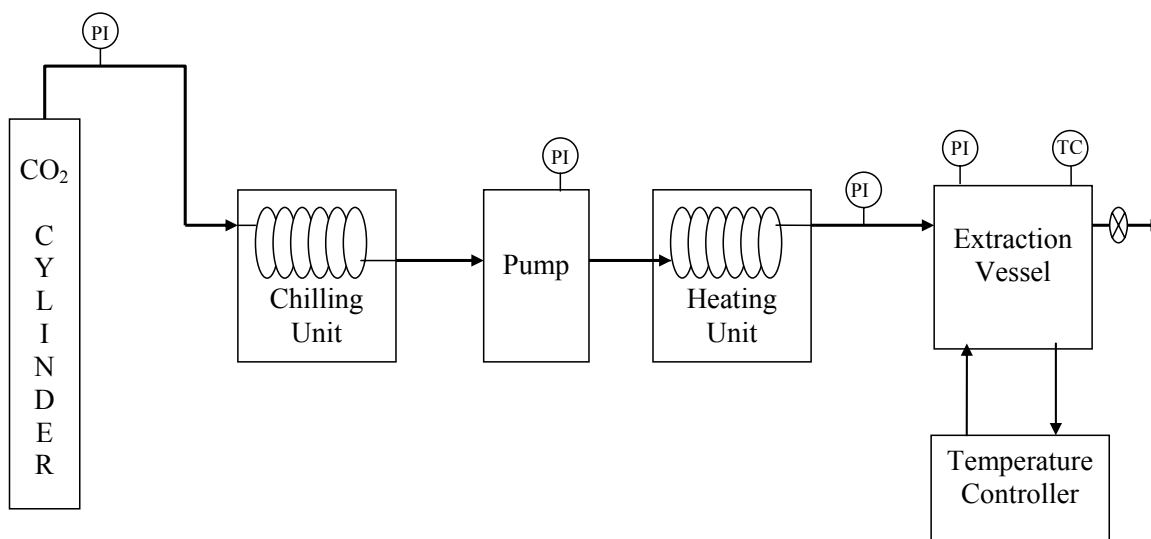 PI
CO₂
C
Y
L
I
N
D
E
R
Chilling
Unit
PI
Pump
Heating
Unit
PI
PI
TC
Extraction
Vessel
Temperature
Controller